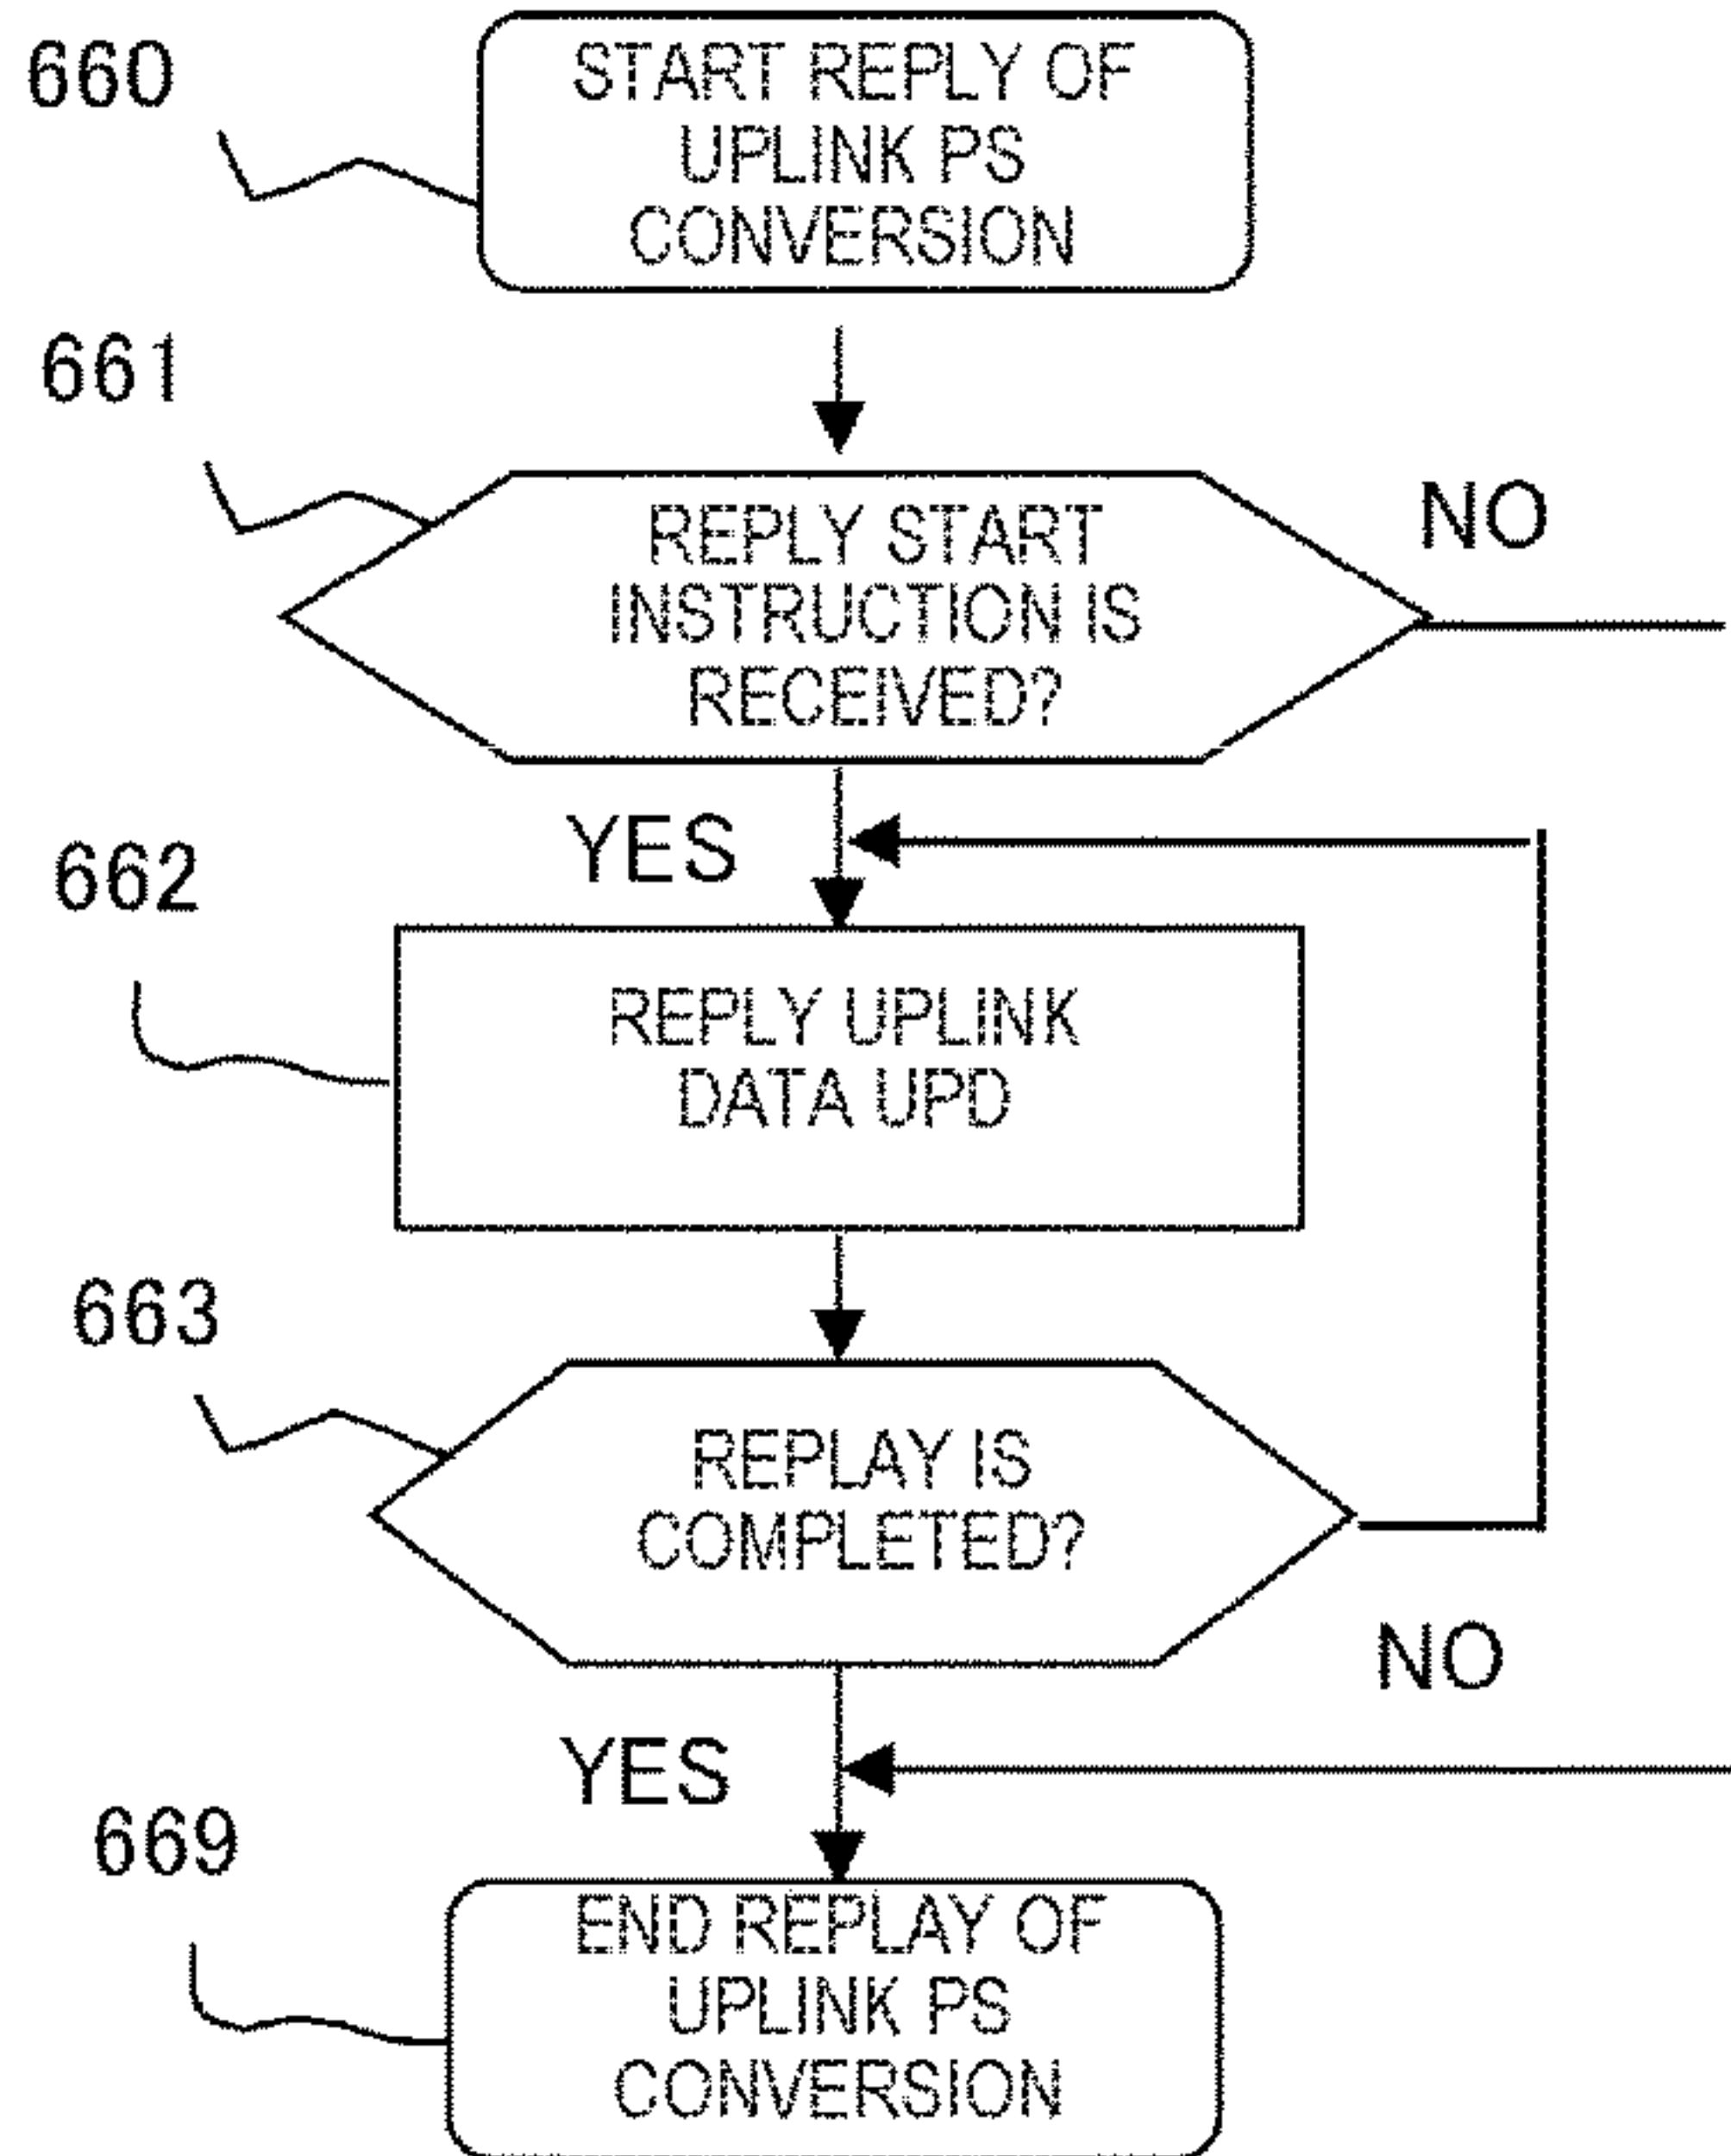 660
START REPLY OF
UPLINK PS
CONVERSION
661
REPLY START
INSTRUCTION IS
RECEIVED?
NO
YES
662
REPLY UPLINK
DATA UPD
663
REPLAY IS
COMPLETED?
NO
YES
669
END REPLAY OF
UPLINK PS
CONVERSION